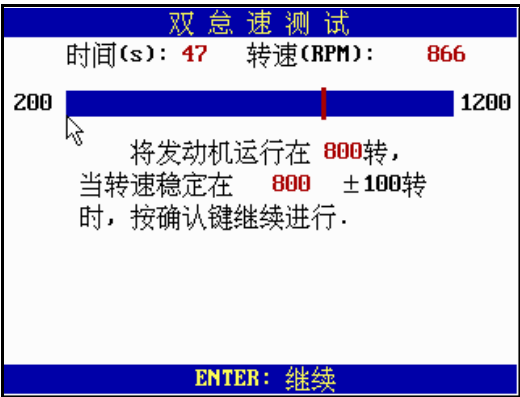 双怠速测试
时间(s): 47 转速(RPM): 866
200 1200
将发动机运行在 800转,
当转速稳定在 800 ±100转
时, 按确认键继续进行.
ENTER: 继续